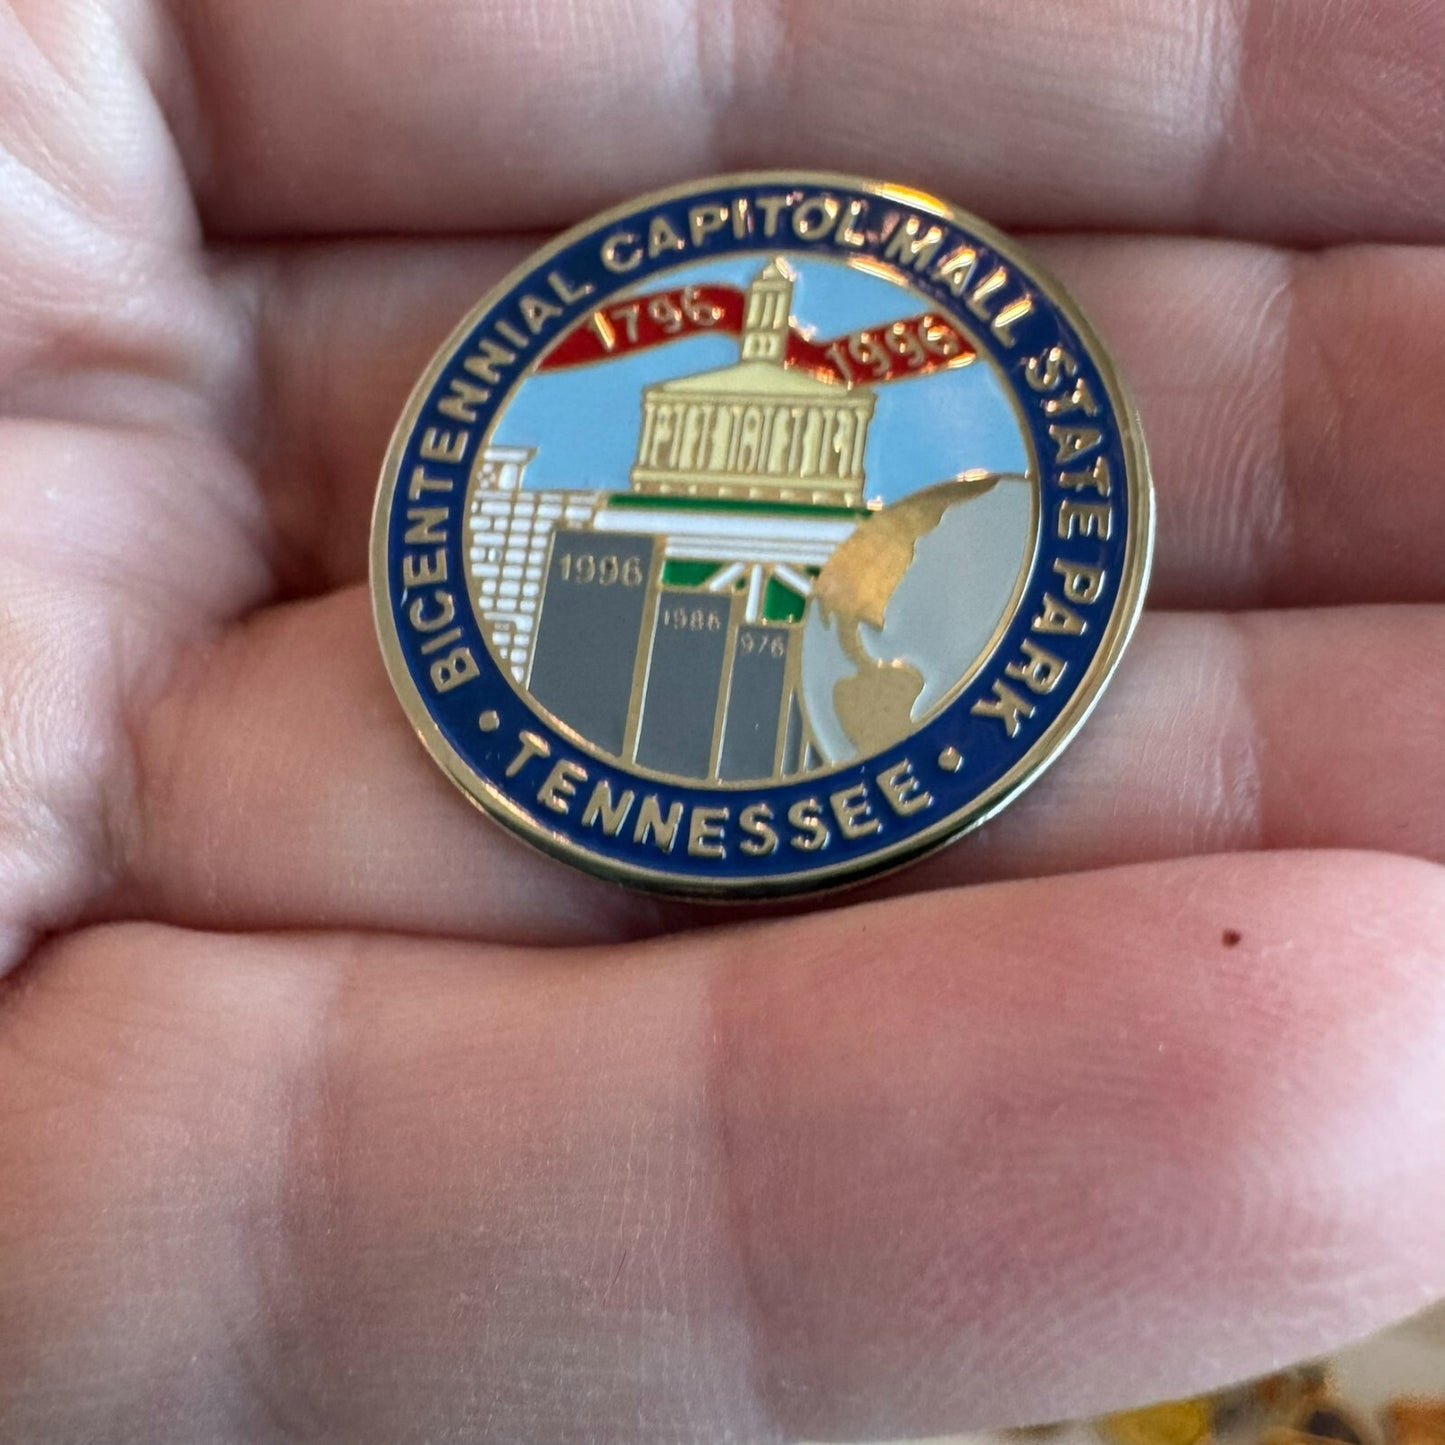 BICENTENNIAL CAPITOL MALL STATE PARK
1796
1996
1996
1986
976
• TENNESSEE •